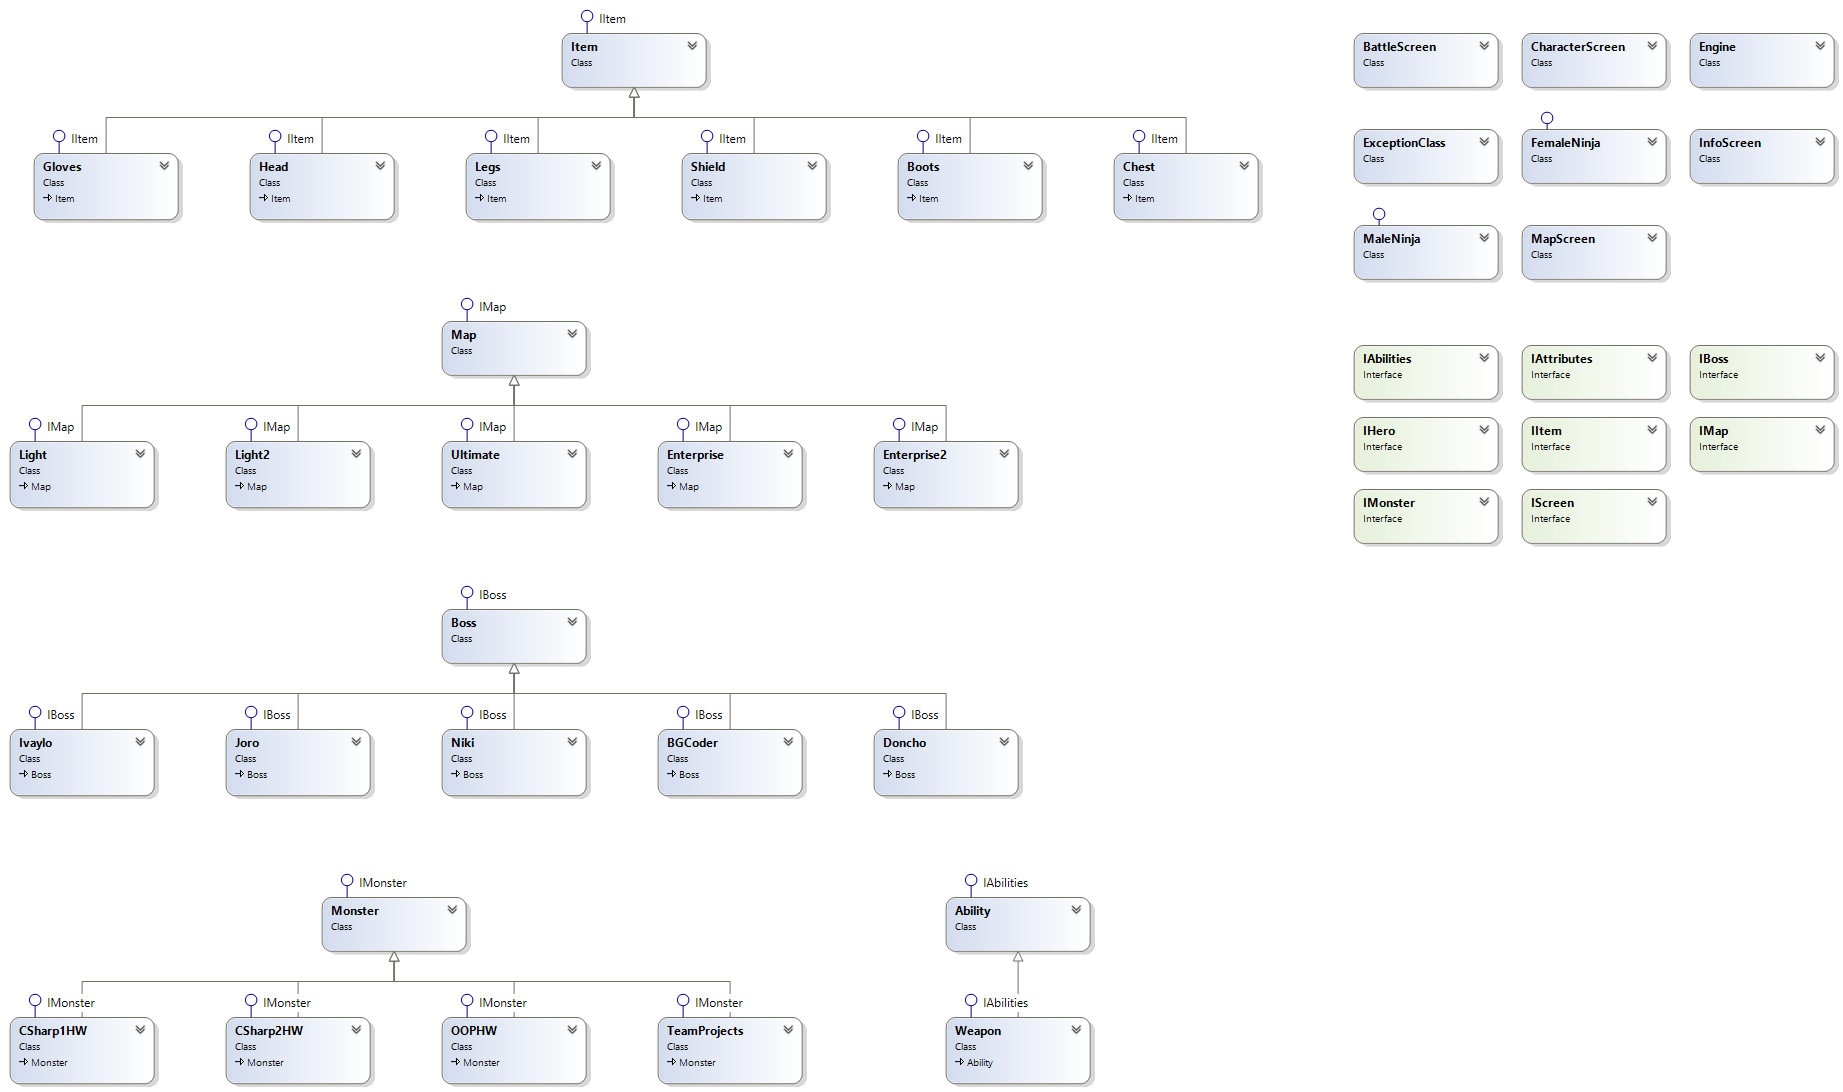 IItem
Item
Class
IItem
Gloves
Class
Item
IItem
Head
Class
Item
IItem
Legs
Class
Item
IItem
Shield
Class
Item
IItem
Boots
Class
Item
IItem
Chest
Class
Item
IMap
Map
Class
IMap
Light
Class
Map
IMap
Light2
Class
Map
IMap
Ultimate
Class
Map
IMap
Enterprise
Class
Map
IMap
Enterprise2
Class
Map
IBoss
Boss
Class
IBoss
Ivaylo
Class
Boss
IBoss
Joro
Class
Boss
IBoss
Niki
Class
Boss
IBoss
BGCoder
Class
Boss
IBoss
Doncho
Class
Boss
IMonster
Monster
Class
IMonster
CSharp1HW
Class
Monster
IMonster
CSharp2HW
Class
Monster
IMonster
OOPHW
Class
Monster
IMonster
TeamProjects
Class
Monster
IAbilities
Ability
Class
IAbilities
Weapon
Class
Ability
BattleScreen
Class
CharacterScreen
Class
Engine
Class
ExceptionClass
Class
FemaleNinja
Class
InfoScreen
Class
MaleNinja
Class
MapScreen
Class
IAbilities
Interface
IAttributes
Interface
IBoss
Interface
IHero
Interface
IItem
Interface
IMap
Interface
IMonster
Interface
IScreen
Interface